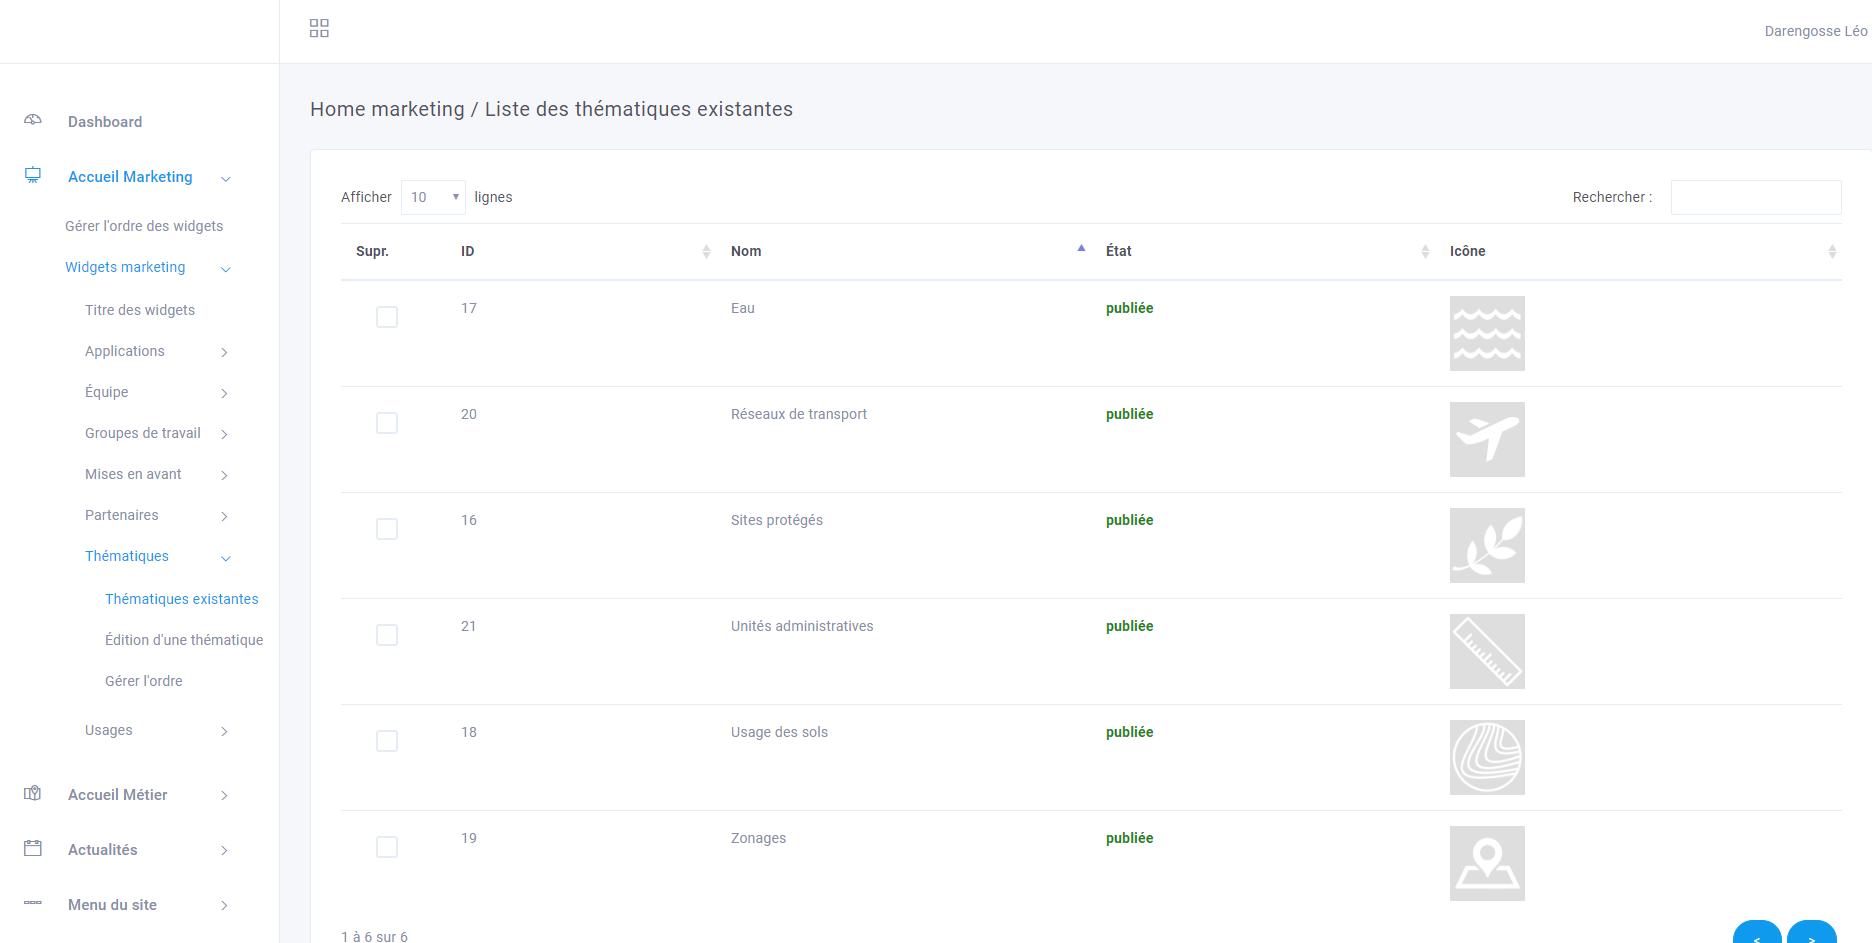 Darengosse Léo
Dashboard
Accueil Marketing
Gérer l'ordre des widgets
Widgets marketing
Titre des widgets
Applications
Équipe
Groupes de travail
Mises en avant
Partenaires
Thématiques
Thématiques existantes
Édition d'une thématique
Gérer l'ordre
Usages
Accueil Métier
Actualités
Menu du site
Home marketing / Liste des thématiques existantes
Afficher 10 lignes Rechercher :
Supr. ID Nom État Icône
17 Eau publiée
20 Réseaux de transport publiée
16 Sites protégés publiée
21 Unités administratives publiée
18 Usage des sols publiée
19 Zonages publiée
1 à 6 sur 6 < >